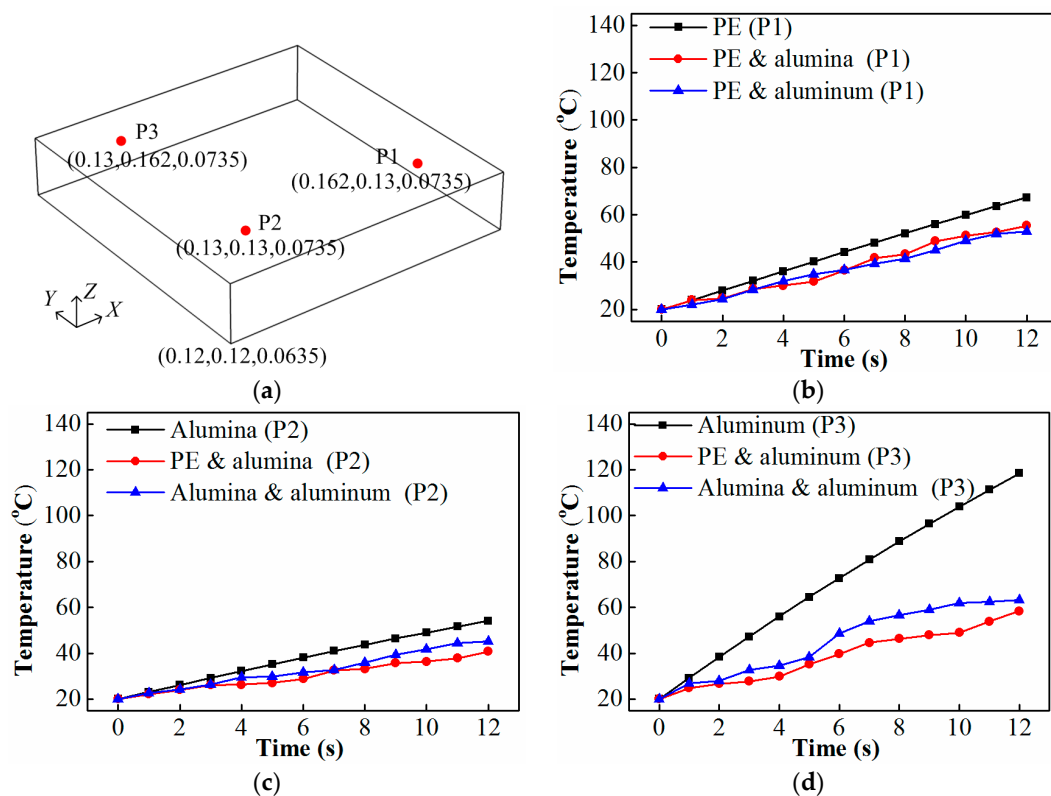 P3
(0.13,0.162,0.0735)
P1
(0.162,0.13,0.0735)
P2
(0.13,0.13,0.0735)
Y
Z
X
(0.12,0.12,0.0635)
(a)
PE (P1)
PE & alumina (P1)
PE & aluminum (P1)
Temperature (°C)
140
120
100
80
60
40
20
0 2 4 6 8 10 12
Time (s)
(b)
Alumina (P2)
PE & alumina (P2)
Alumina & aluminum (P2)
Temperature (°C)
140
120
100
80
60
40
20
0 2 4 6 8 10 12
Time (s)
(c)
Aluminum (P3)
PE & aluminum (P3)
Alumina & aluminum (P3)
Temperature (°C)
140
120
100
80
60
40
20
0 2 4 6 8 10 12
Time (s)
(d)